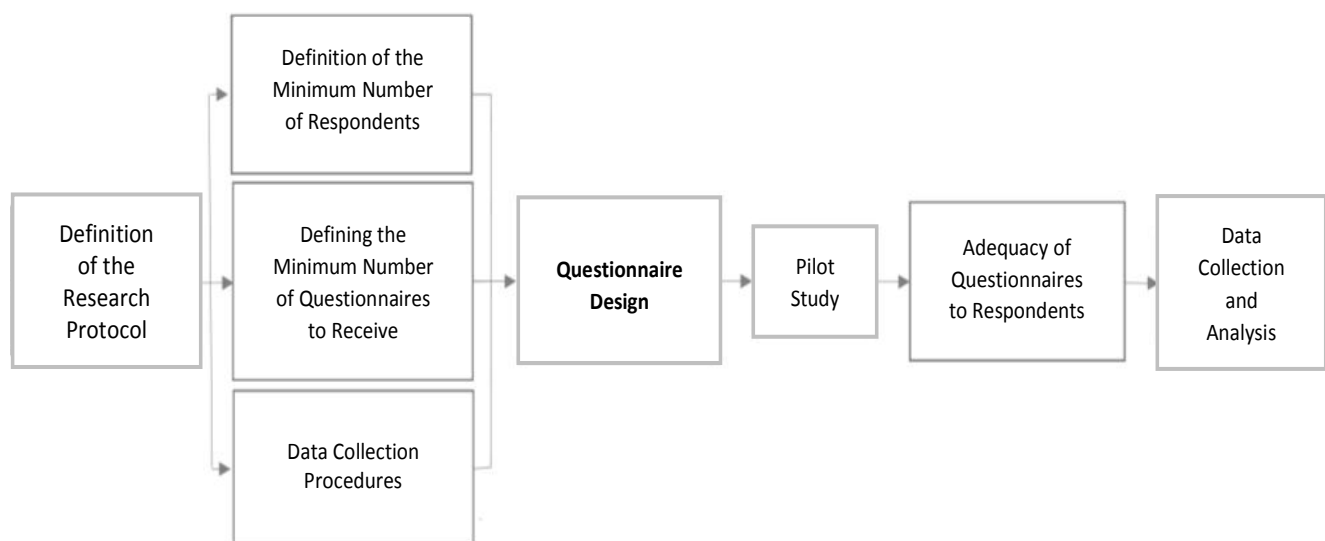 Definition
of the
Research
Protocol
Definition of the
Minimum Number
of Respondents
Defining the
Minimum Number
of Questionnaires
to Receive
Data Collection
Procedures
Questionnaire
Design
Pilot
Study
Adequacy of
Questionnaires
to Respondents
Data
Collection
and
Analysis